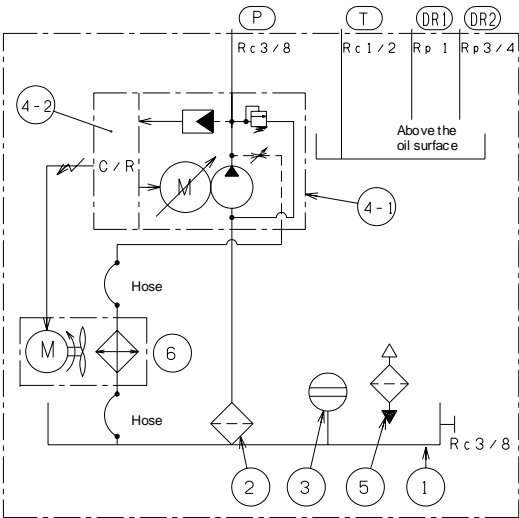 P T DR1 DR2
Rc3/8 Rc1/2 Rp 1 Rp3/4
4-2
C/R
M
Above the
oil surface
4-1
Hose
M
6
Hose
Rc3/8
2 3 5 1